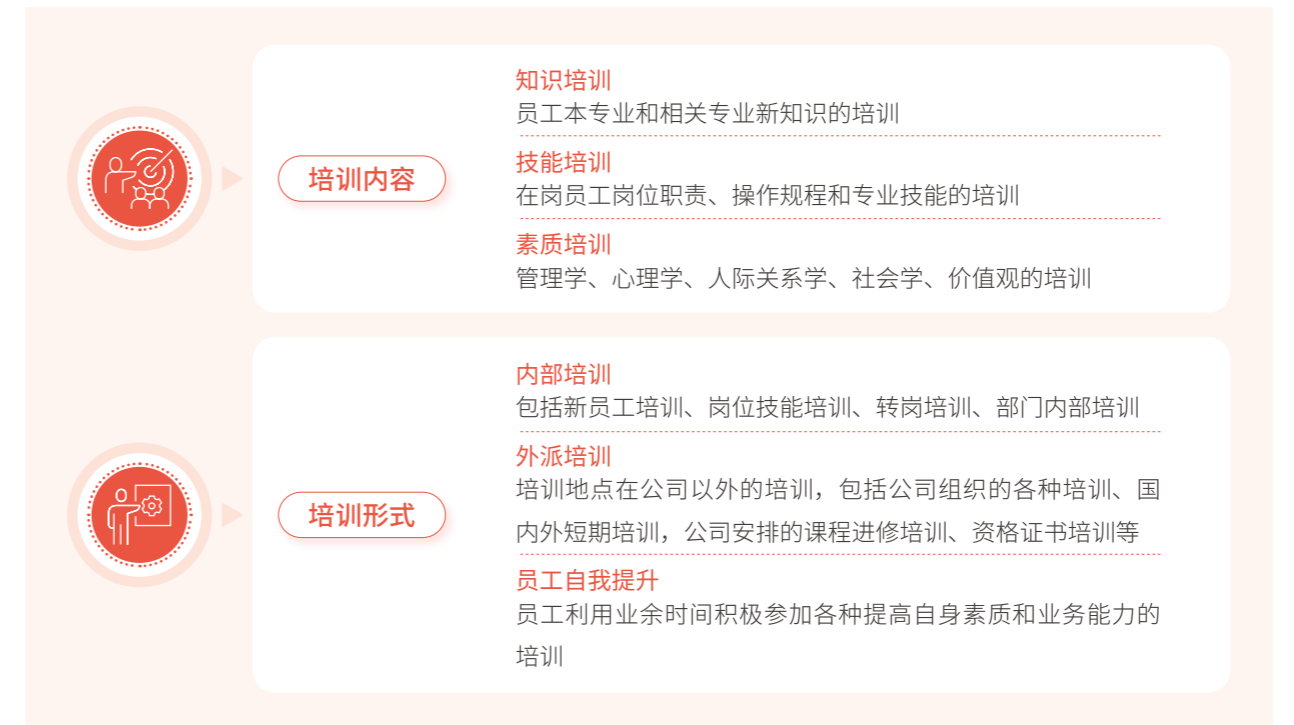 培训内容
知识培训
员工本专业和相关专业新知识的培训
技能培训
在岗员工岗位职责、操作规程和专业技能的培训
素质培训
管理学、心理学、人际关系学、社会学、价值观的培训
培训形式
内部培训
包括新员工培训、岗位技能培训、转岗培训、部门内部培训
外派培训
培训地点在公司以外的培训，包括公司组织的各种培训、国
内外短期培训，公司安排的课程进修培训、资格证书培训等
员工自我提升
员工利用业余时间积极参加各种提高自身素质和业务能力的
培训